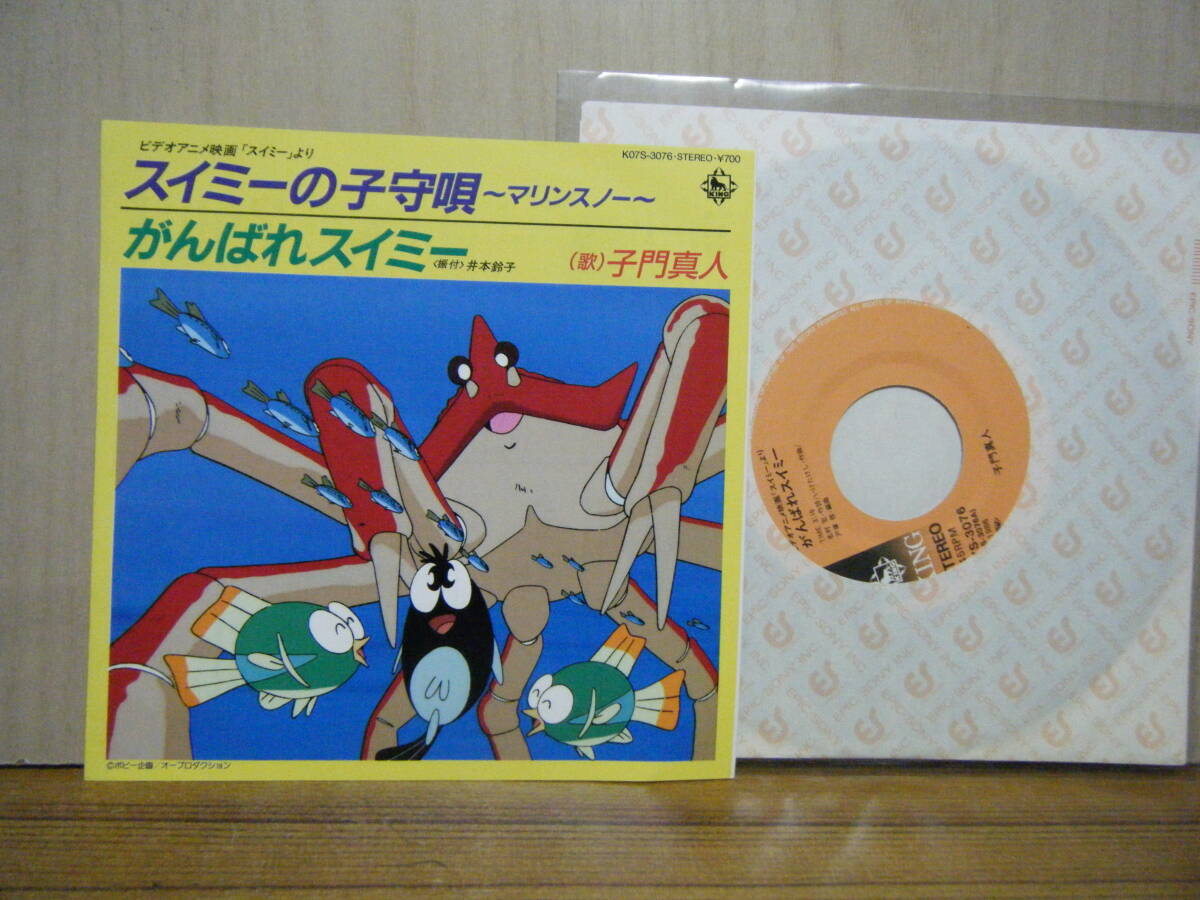 ビデオアニメ映画「スイミー」より
K07S-3076・STEREO・¥700
スイミーの子守唄〜マリンスノー〜
KING
がんばれスイミー
〈振付〉井本鈴子
(歌)子門真人
©ポピー企画/オープロダクション
がんばれスイミー
子門真人
KING
STEREO
S-3076